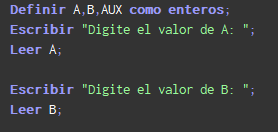 Definir A,B,AUX como enteros;
Escribir "Digite el valor de A: ";
Leer A;
Escribir "Digite el valor de B: ";
Leer B;